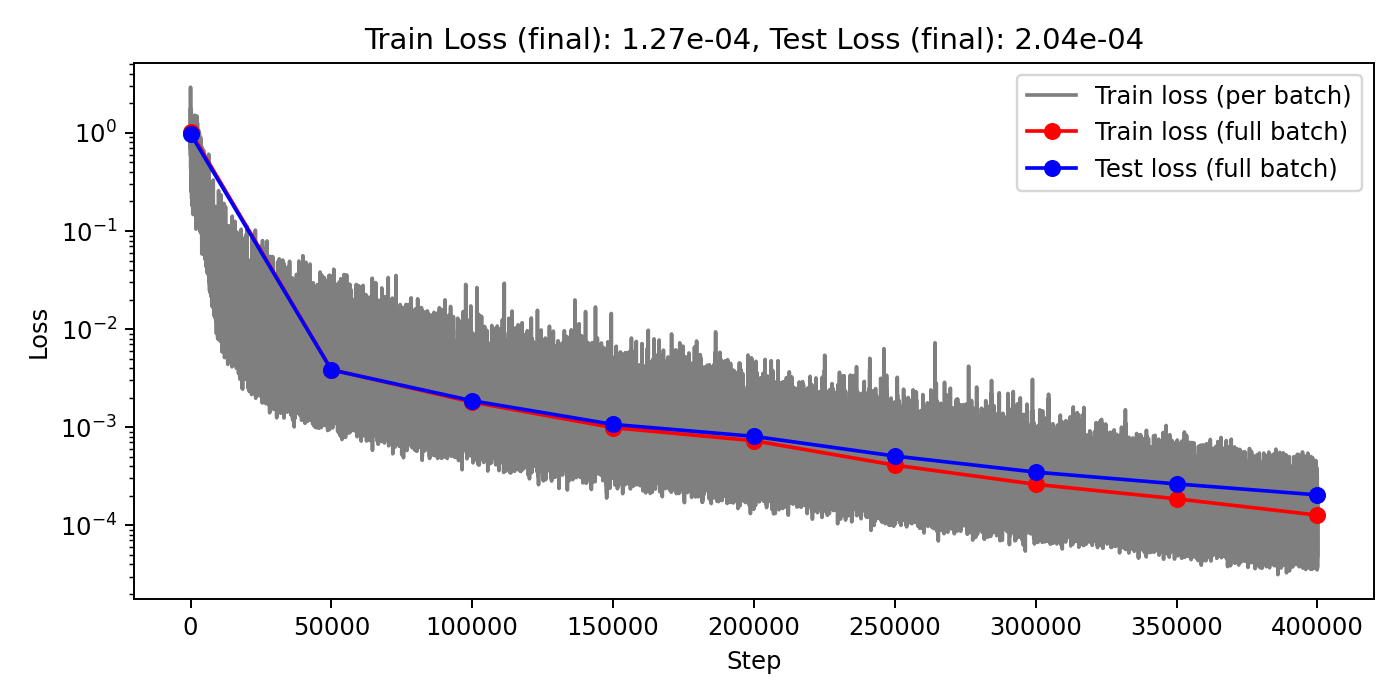 Train Loss (final): 1.27e-04, Test Loss (final): 2.04e-04
Train loss (per batch)
Train loss (full batch)
Test loss (full batch)
Loss
10⁰
10⁻¹
10⁻²
10⁻³
10⁻⁴
0 50000 100000 150000 200000 250000 300000 350000 400000
Step